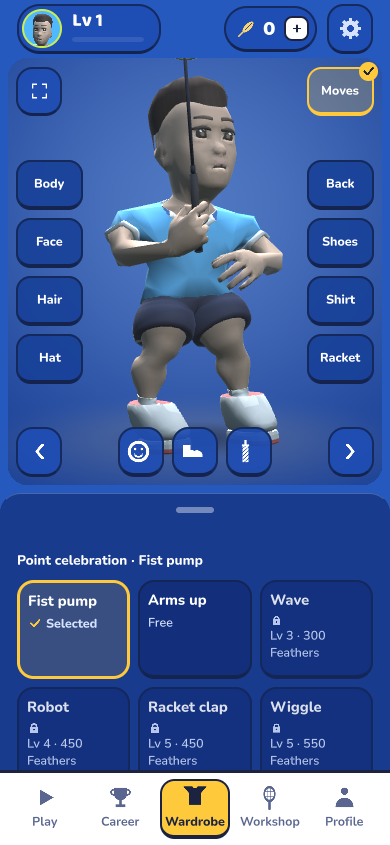 Lv 1
0
+
Moves
Body
Back
Face
Shoes
Hair
Shirt
Hat
Racket
Point celebration · Fist pump
Fist pump
Selected
Arms up
Free
Wave
Lv 3 · 300
Feathers
Robot
Lv 4 · 450
Feathers
Racket clap
Lv 5 · 450
Feathers
Wiggle
Lv 5 · 550
Feathers
Play
Career
Wardrobe
Workshop
Profile